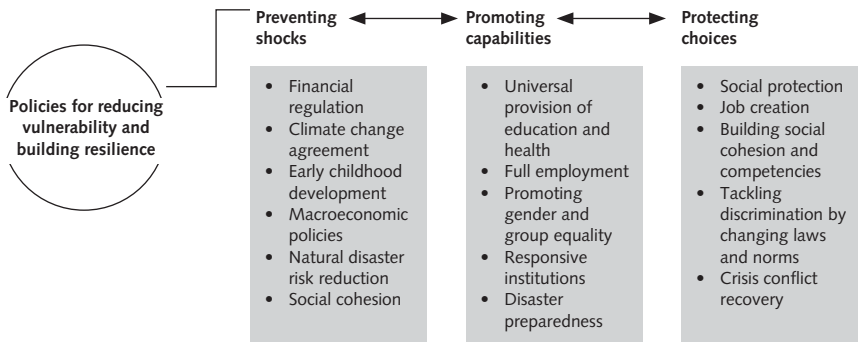 Policies for reducing
vulnerability and
building resilience
Preventing
shocks
• Financial
regulation
• Climate change
agreement
• Early childhood
development
• Macroeconomic
policies
• Natural disaster
risk reduction
• Social cohesion
Promoting
capabilities
• Universal
provision of
education and
health
• Full employment
• Promoting
gender and
group equality
• Responsive
institutions
• Disaster
preparedness
Protecting
choices
• Social protection
• Job creation
• Building social
cohesion and
competencies
• Tackling
discrimination by
changing laws
and norms
• Crisis conflict
recovery